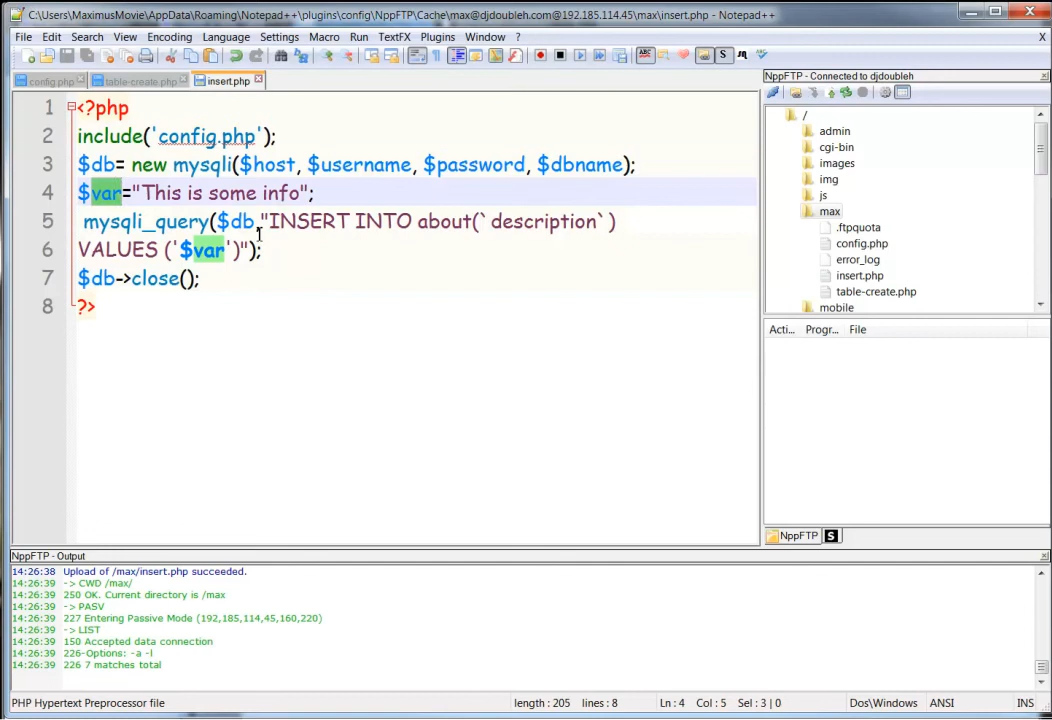 C:\Users\MaximusMovie\AppData\Roaming\Notepad++\plugins\config\NppFTP\Cache\max@djdoubleh.com@192.185.114.45\max\insert.php - Notepad++
File Edit Search View Encoding Language Settings Macro Run TextFX Plugins Window ? X
config.php table-create.php insert.php
1 <?php
2 include('config.php');
3 $db= new mysqli($host, $username, $password, $dbname);
4 $var="This is some info";
5 mysqli_query($db,"INSERT INTO about(`description`)
6 VALUES ('$var')");
7 $db->close();
8 ?>
NppFTP - Connected to djdoubleh
/
admin
cgi-bin
images
img
js
max
.ftpquota
config.php
error_log
insert.php
table-create.php
mobile
Acti... Progr... File
NppFTP S
NppFTP - Output
14:26:38 Upload of /max/insert.php succeeded.
14:26:39 -> CWD /max/
14:26:39 250 OK. Current directory is /max
14:26:39 -> PASV
14:26:39 227 Entering Passive Mode (192,185,114,45,160,220)
14:26:39 -> LIST
14:26:39 150 Accepted data connection
14:26:39 226-Options: -a -l
14:26:39 226 7 matches total
PHP Hypertext Preprocessor file length : 205 lines : 8 Ln : 4 Col : 5 Sel : 3 | 0 Dos\Windows ANSI INS